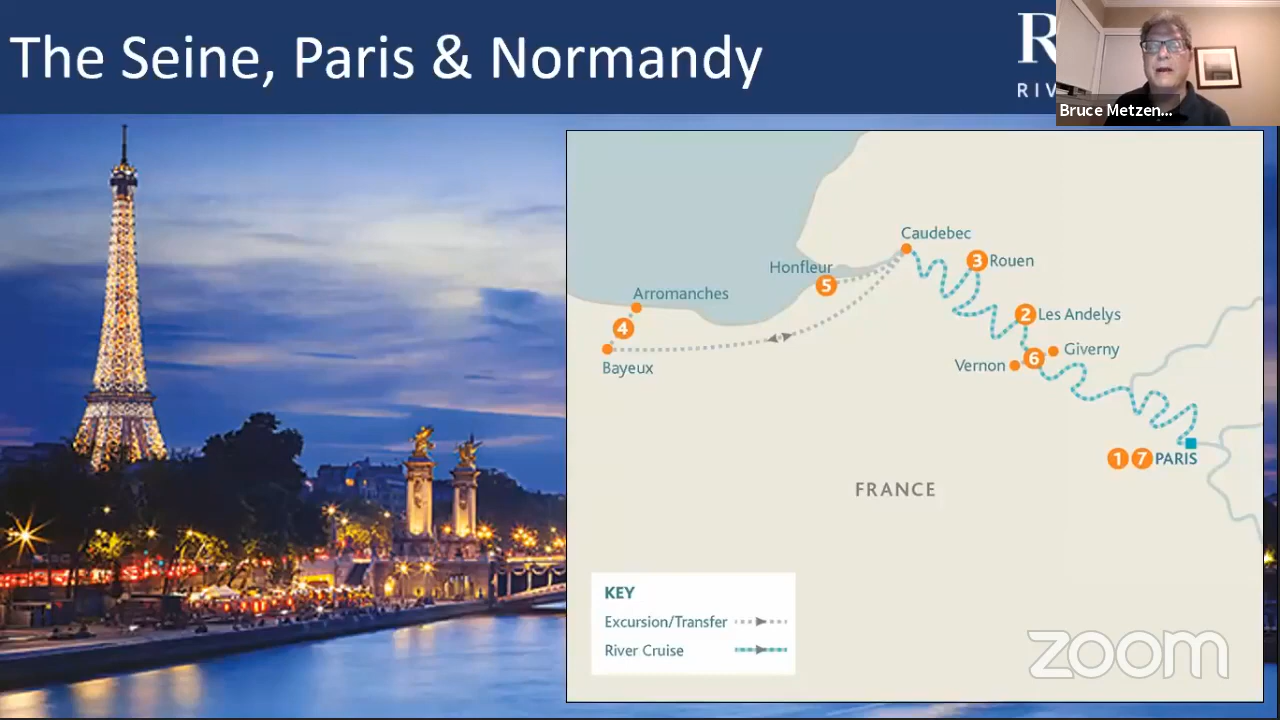 The Seine, Paris & Normandy
R
RIV
Bruce Metzen...
Caudebec
3 Rouen
Honfleur
5
Arromanches
4
2 Les Andelys
6 Giverny
Vernon
Bayeux
1 7 PARIS
FRANCE
KEY
Excursion/Transfer
River Cruise
zoom